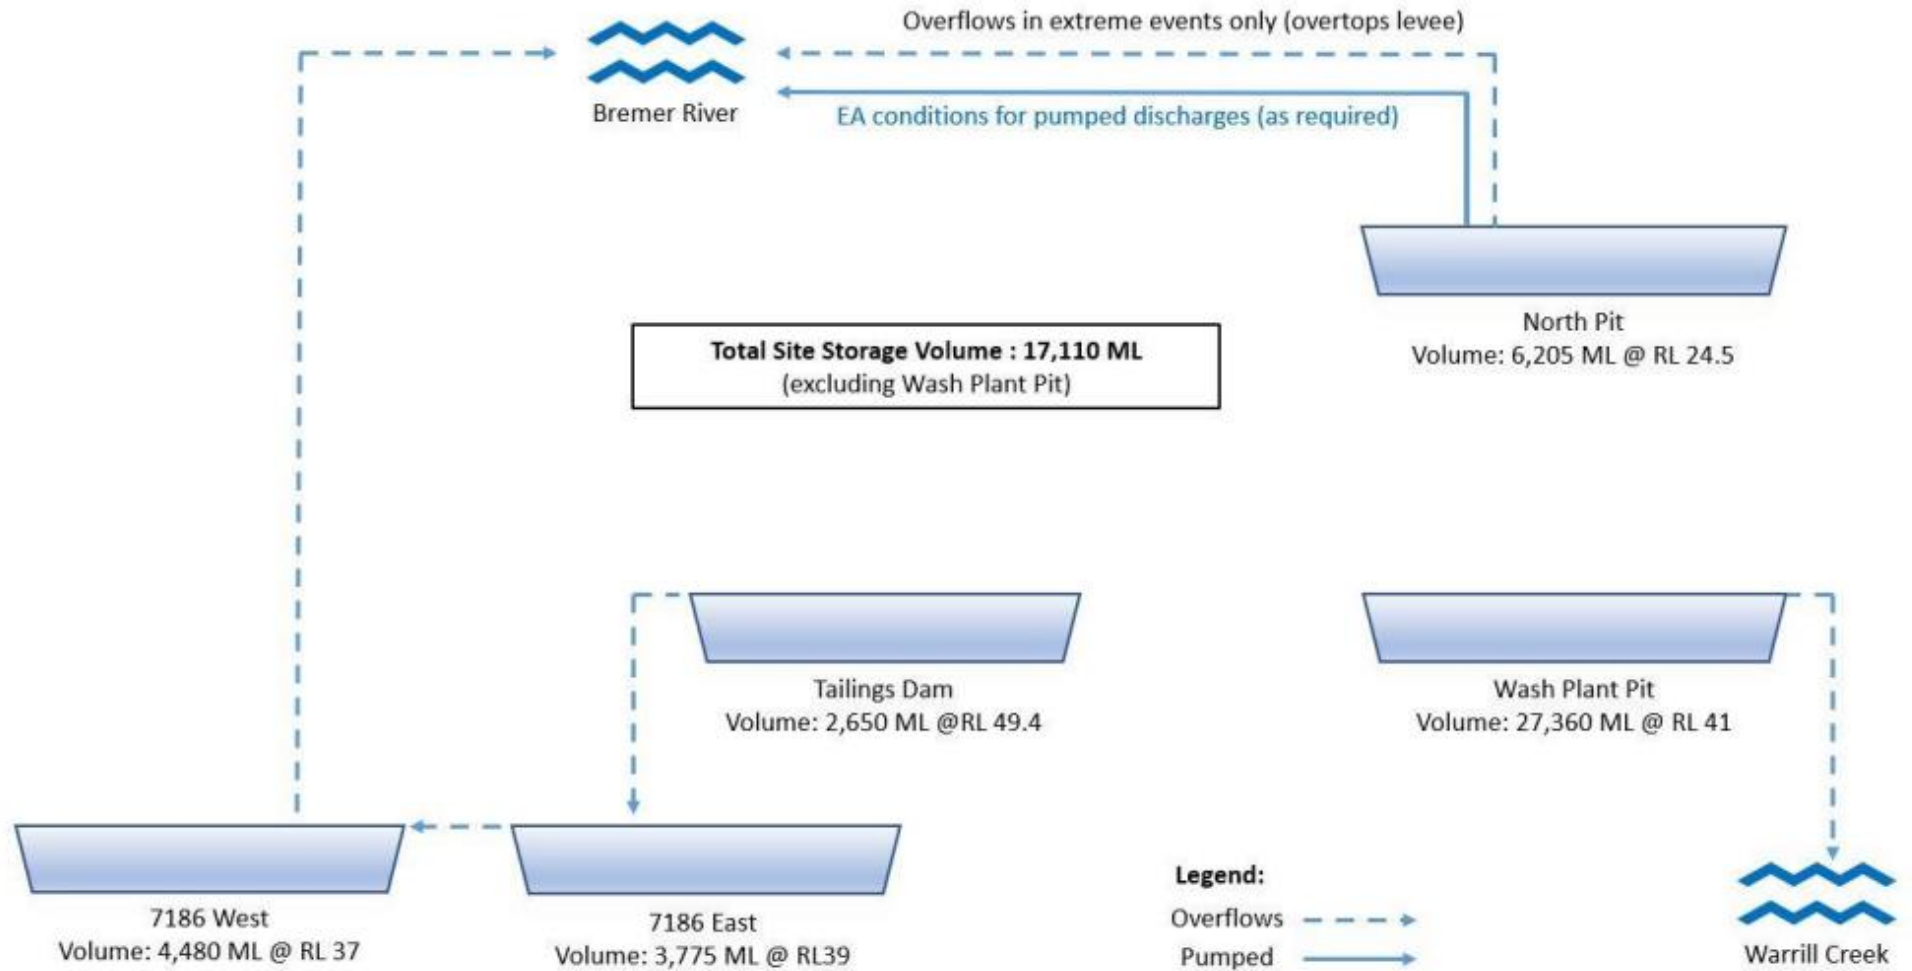 Overflows in extreme events only (overtops levee)
Bremer River
EA conditions for pumped discharges (as required)
North Pit
Volume: 6,205 ML @ RL 24.5
Total Site Storage Volume : 17,110 ML
(excluding Wash Plant Pit)
Tailings Dam
Volume: 2,650 ML @RL 49.4
Wash Plant Pit
Volume: 27,360 ML @ RL 41
7186 West
Volume: 4,480 ML @ RL 37
7186 East
Volume: 3,775 ML @ RL39
Legend:
Overflows
Pumped
Warrill Creek